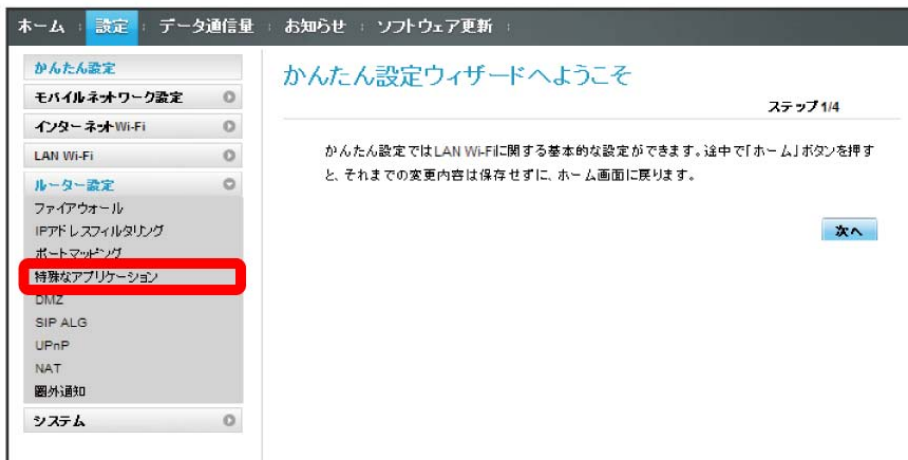 ホーム 設定 データ通信量 お知らせ ソフトウェア更新
かんたん設定
モバイルネットワーク設定
インターネットWi-Fi
LAN Wi-Fi
ルーター設定
ファイアウォール
IPアドレスフィルタリング
ポートマッピング
特殊なアプリケーション
DMZ
SIP ALG
UPnP
NAT
圏外通知
システム
かんたん設定ウィザードへようこそ
ステップ1/4
かんたん設定ではLAN Wi-Fiに関する基本的な設定ができます。途中で「ホーム」ボタンを押す
と、それまでの変更内容は保存せずに、ホーム画面に戻ります。
次へ